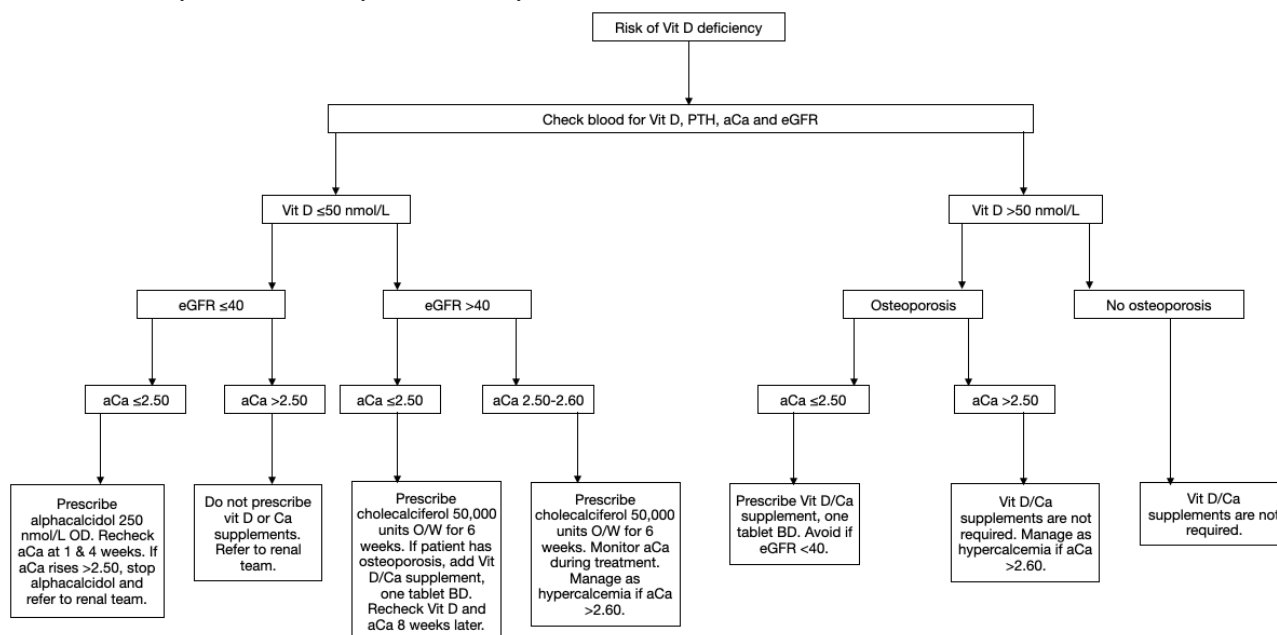 Risk of Vit D deficiency
Check blood for Vit D, PTH, aCa and eGFR
Vit D ≤50 nmol/L
Vit D >50 nmol/L
eGFR ≤40
eGFR >40
Osteoporosis
No osteoporosis
aCa ≤2.50
aCa >2.50
aCa ≤2.50
aCa 2.50-2.60
aCa ≤2.50
aCa >2.50
Prescribe
alphacalcidol 250
nmol/L OD. Recheck
aCa at 1 & 4 weeks. If
aCa rises >2.50, stop
alphacalcidol and
refer to renal team.
Do not prescribe
vit D or Ca
supplements.
Refer to renal
team.
Prescribe
cholecalciferol 50,000
units O/W for 6
weeks. If patient has
osteoporosis, add Vit
D/Ca supplement,
one tablet BD.
Recheck Vit D and
aCa 8 weeks later.
Prescribe
cholecalciferol 50,000
units O/W for 6
weeks. Monitor aCa
during treatment.
Manage as
hypercalcemia if aCa
>2.60.
Prescribe Vit D/Ca
supplement, one
tablet BD. Avoid if
eGFR <40.
Vit D/Ca
supplements are not
required. Manage as
hypercalcemia if aCa
>2.60.
Vit D/Ca
supplements are not
required.